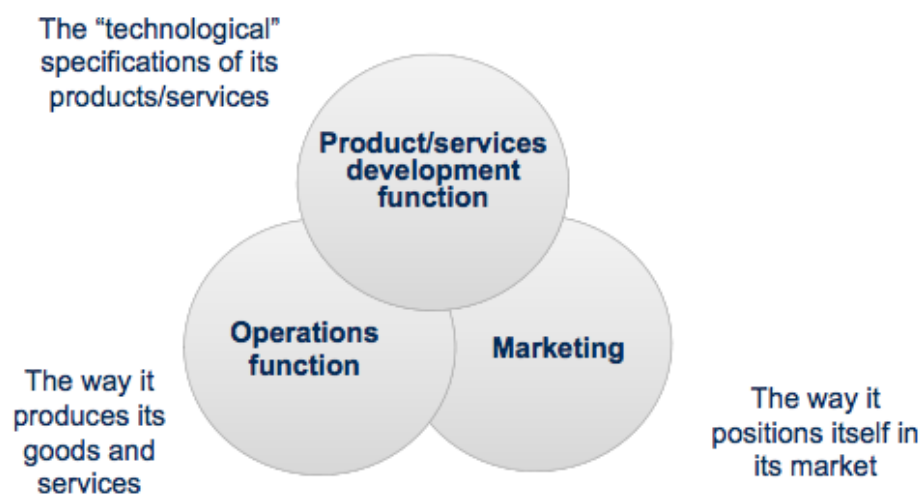 The “technological”
specifications of its
products/services
Product/services
development
function
Operations
function
Marketing
The way it
produces its
goods and
services
The way it
positions itself in
its market